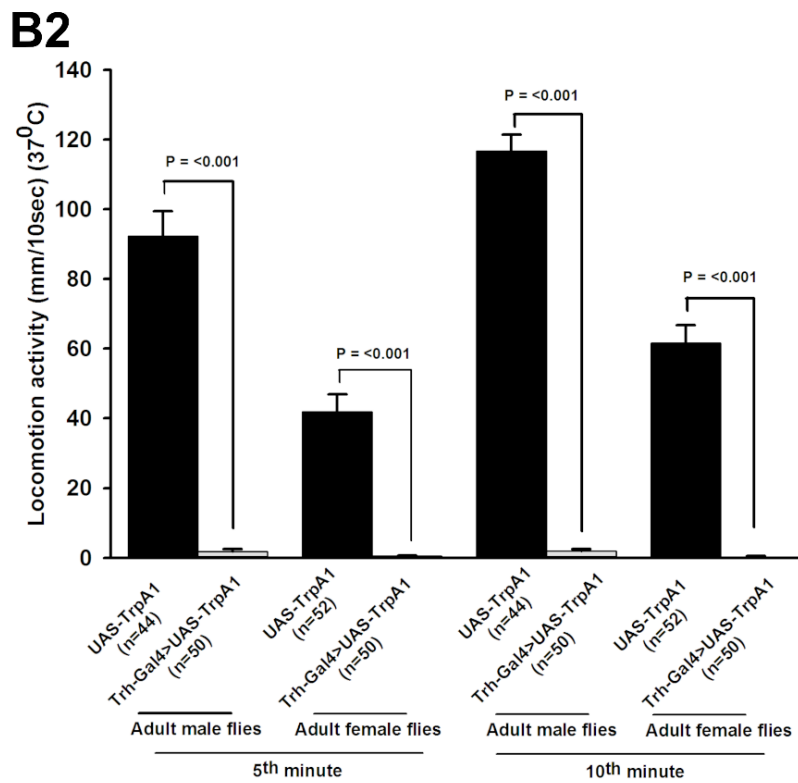 B2
Locomotion activity (mm/10sec) (37⁰C)
140
120
100
80
60
40
20
0
P = <0.001
P = <0.001
P = <0.001
P = <0.001
UAS-TrpA1
(n=44)
Trh-Gal4>UAS-TrpA1
(n=50)
UAS-TrpA1
(n=52)
Trh-Gal4>UAS-TrpA1
(n=50)
UAS-TrpA1
(n=44)
Trh-Gal4>UAS-TrpA1
(n=50)
UAS-TrpA1
(n=52)
Trh-Gal4>UAS-TrpA1
(n=50)
Adult male flies
Adult female flies
Adult male flies
Adult female flies
5th minute
10th minute